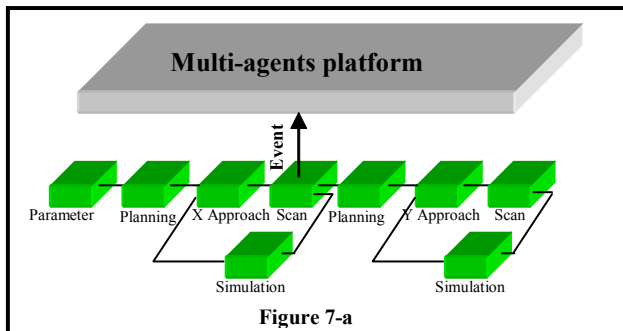 Multi-agents platform
Event
Parameter
Planning
X Approach
Scan
Planning
Y Approach
Scan
Simulation
Simulation
Figure 7-a